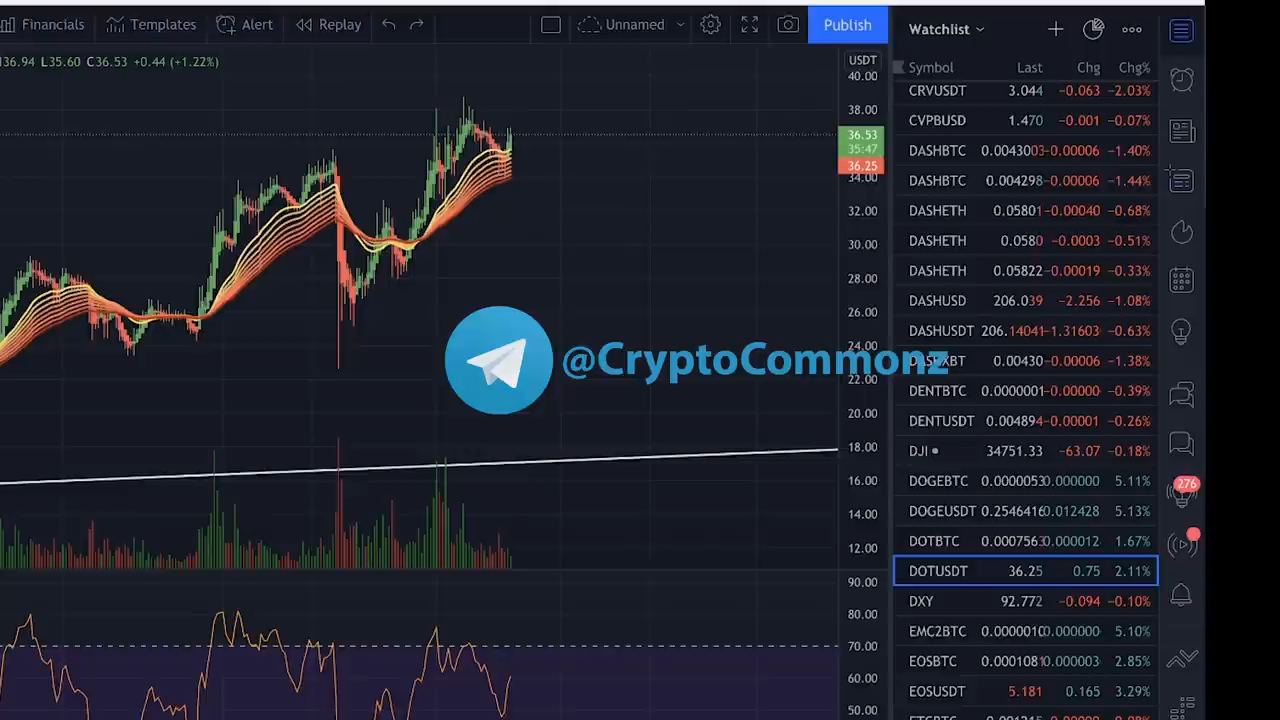 Financials Templates Alert Replay Unnamed Publish
36.94 L35.60 C36.53 +0.44 (+1.22%)
USDT
40.00
38.00
36.53
35:47
36.25
34.00
32.00
30.00
28.00
26.00
24.00
22.00
20.00
18.00
16.00
14.00
12.00
90.00
80.00
70.00
60.00
50.00
@CryptoCommonz
Watchlist
Symbol Last Chg Chg%
CRVUSDT 3.044 −0.063 −2.03%
CVPBUSD 1.470 −0.001 −0.07%
DASHBTC 0.004303 −0.00006 −1.40%
DASHBTC 0.004298 −0.00006 −1.44%
DASHETH 0.05801 −0.00040 −0.68%
DASHETH 0.0580 −0.0003 −0.51%
DASHETH 0.05822 −0.00019 −0.33%
DASHUSD 206.039 −2.256 −1.08%
DASHUSDT 206.14041 −1.31603 −0.63%
0.00430 −0.00006 −1.38%
DENTBTC 0.0000001 −0.00000 −0.39%
DENTUSDT 0.004894 −0.00001 −0.26%
DJI 34751.33 −63.07 −0.18%
DOGEBTC 0.0000053 0.000000 5.11%
DOGEUSDT 0.2546416 0.012428 5.13%
DOTBTC 0.0007563 0.000012 1.67%
DOTUSDT 36.25 0.75 2.11%
DXY 92.772 −0.094 −0.10%
EMC2BTC 0.0000010 0.000000 5.10%
EOSBTC 0.0001081 0.000003 2.85%
EOSUSDT 5.181 0.165 3.29%
276